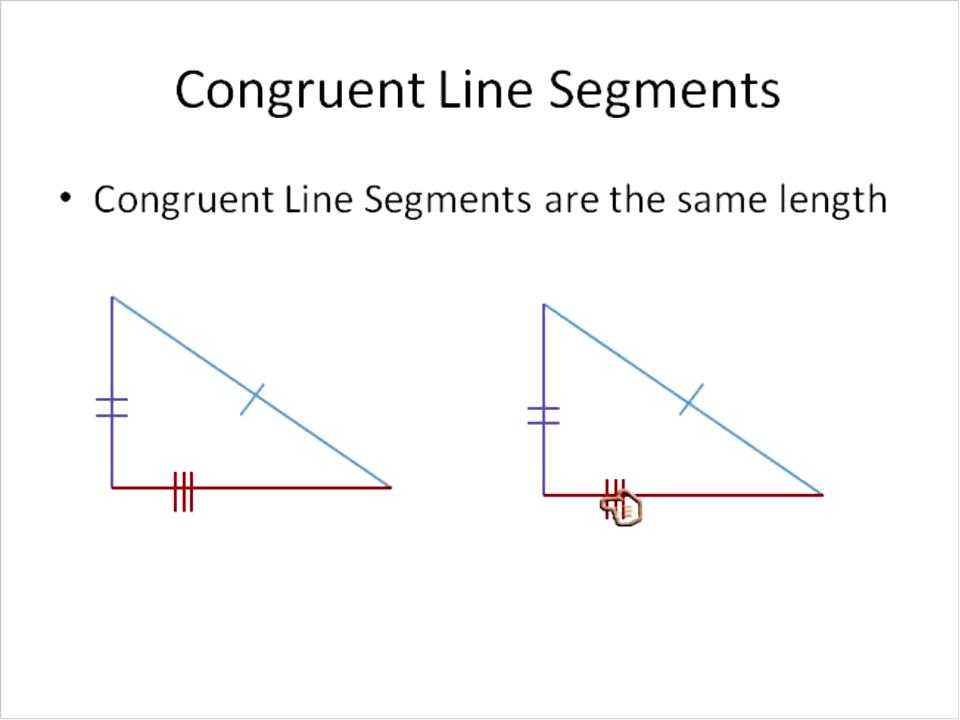 Congruent Line Segments
• Congruent Line Segments are the same length